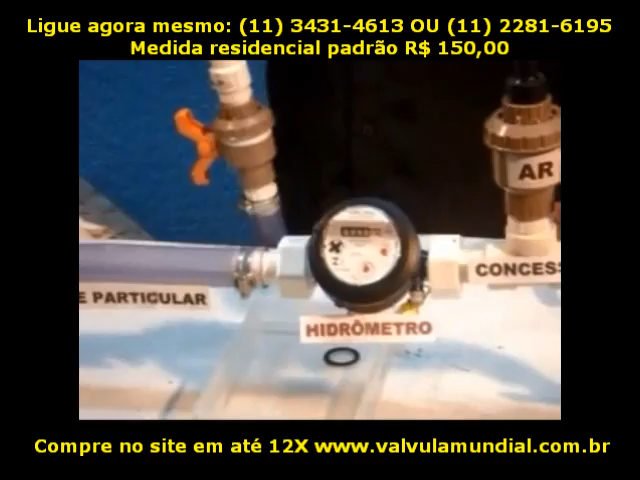 Ligue agora mesmo: (11) 3431-4613 OU (11) 2281-6195
Medida residencial padrão R$ 150,00
AR
CONCESS
E PARTICULAR
HIDRÔMETRO
Compre no site em até 12X www.valvulamundial.com.br